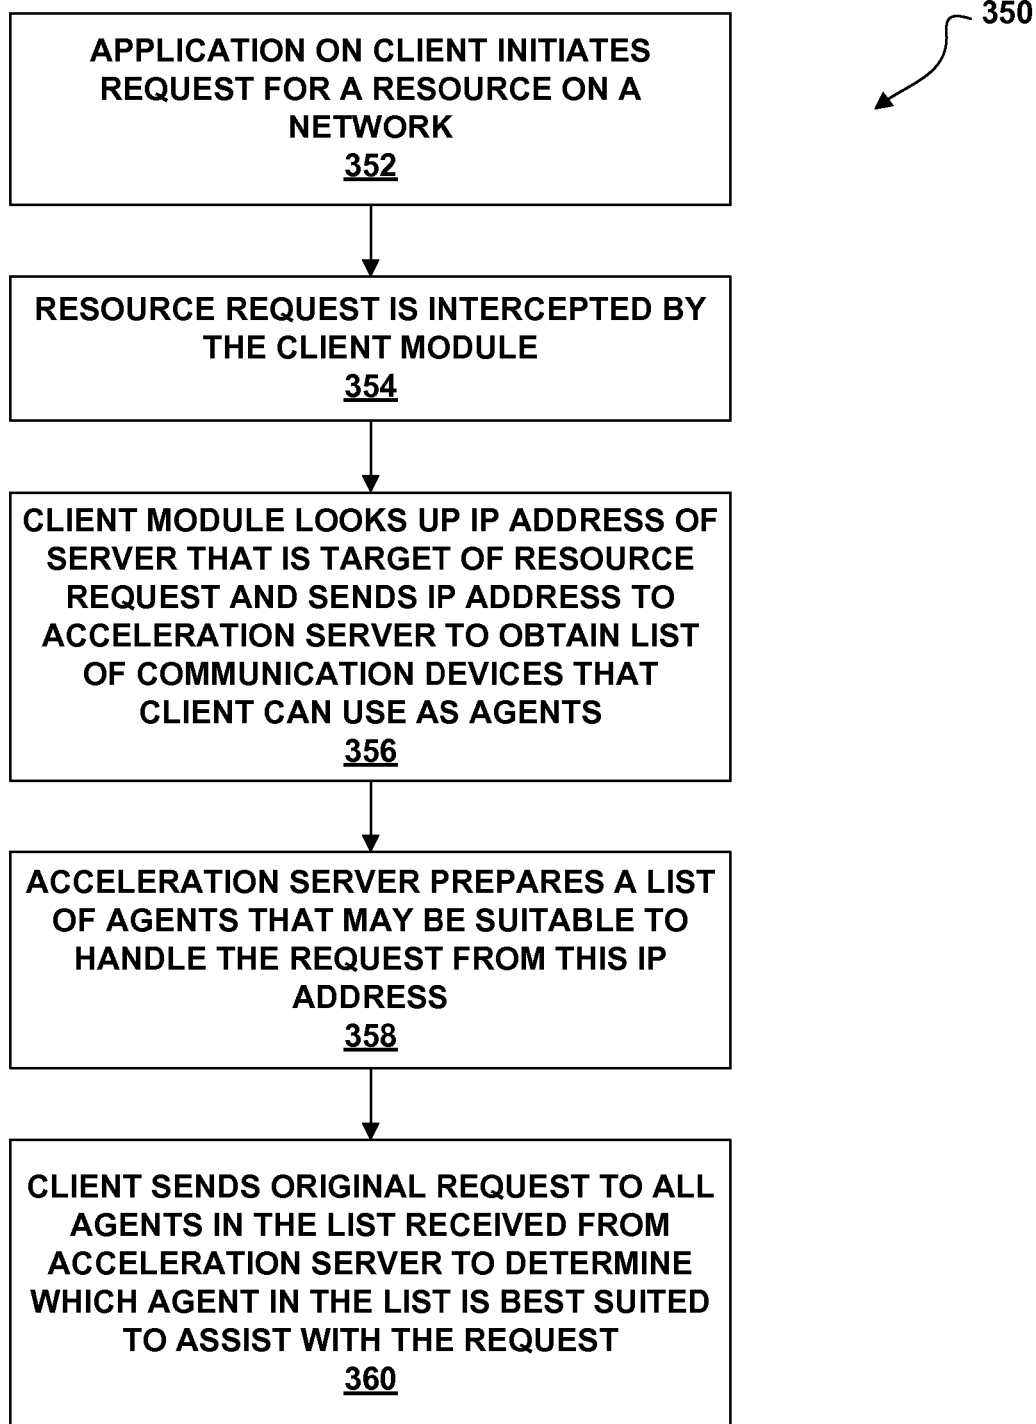 350
APPLICATION ON CLIENT INITIATES
REQUEST FOR A RESOURCE ON A
NETWORK
352
RESOURCE REQUEST IS INTERCEPTED BY
THE CLIENT MODULE
354
CLIENT MODULE LOOKS UP IP ADDRESS OF
SERVER THAT IS TARGET OF RESOURCE
REQUEST AND SENDS IP ADDRESS TO
ACCELERATION SERVER TO OBTAIN LIST
OF COMMUNICATION DEVICES THAT
CLIENT CAN USE AS AGENTS
356
ACCELERATION SERVER PREPARES A LIST
OF AGENTS THAT MAY BE SUITABLE TO
HANDLE THE REQUEST FROM THIS IP
ADDRESS
358
CLIENT SENDS ORIGINAL REQUEST TO ALL
AGENTS IN THE LIST RECEIVED FROM
ACCELERATION SERVER TO DETERMINE
WHICH AGENT IN THE LIST IS BEST SUITED
TO ASSIST WITH THE REQUEST
360